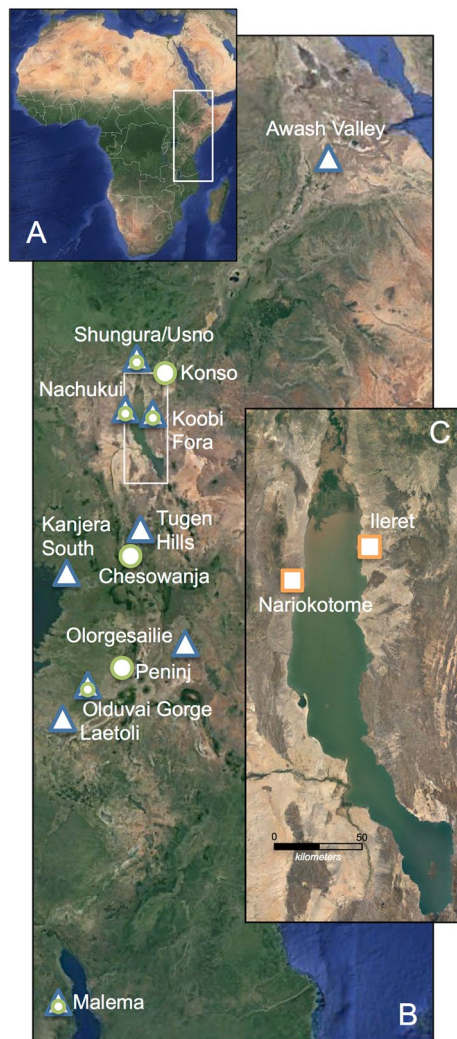 A
Awash Valley
Shungura/Usno
Konso
Nachukui
Koobi
Fora
C
Ileret
Nariokotome
Kanjera
South
Tugen
Hills
Chesowanja
Olorgesailie
Peninj
Olduvai Gorge
Laetoli
0 50
kilometers
Malema
B